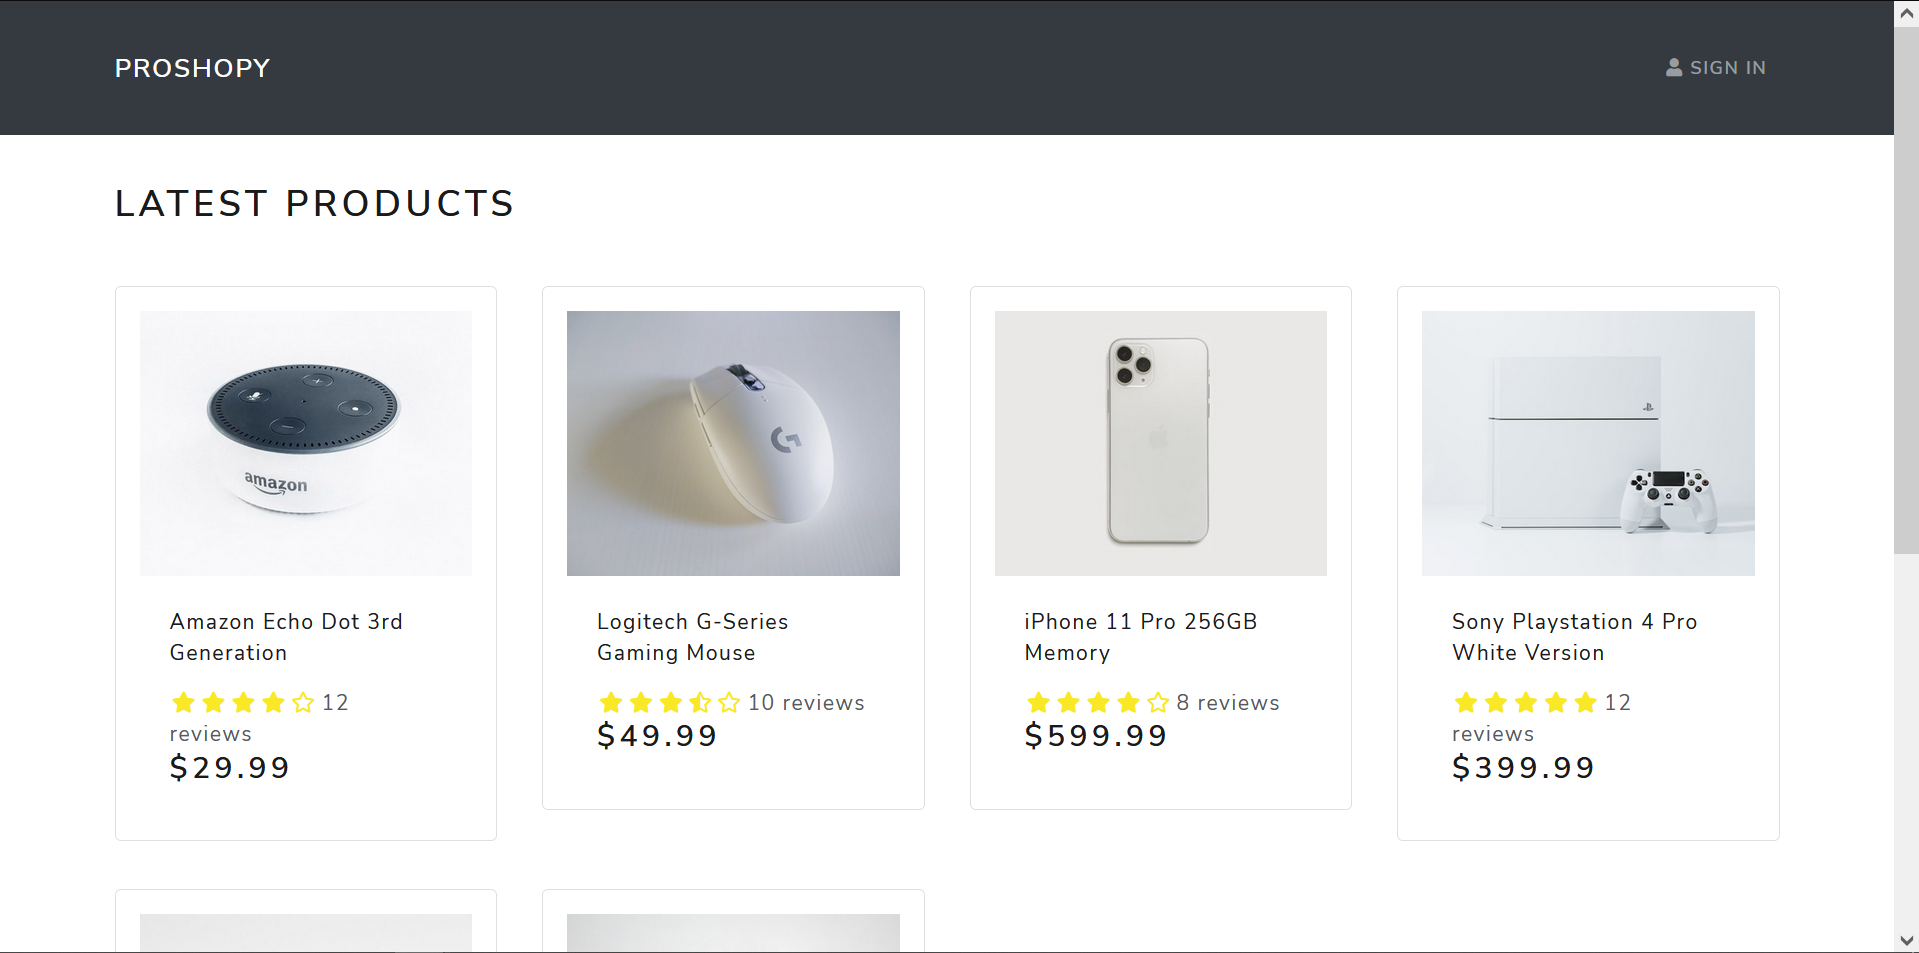 PROSHOPY
SIGN IN
LATEST PRODUCTS
amazon
Amazon Echo Dot 3rd
Generation
12
reviews
$29.99
G
Logitech G-Series
Gaming Mouse
10 reviews
$49.99
iPhone 11 Pro 256GB
Memory
8 reviews
$599.99
Sony Playstation 4 Pro
White Version
12
reviews
$399.99